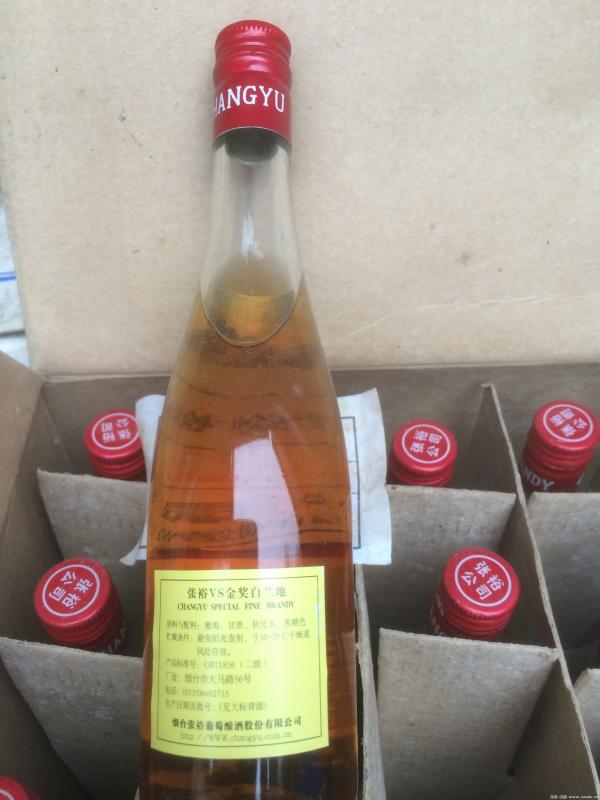 HANGYU
张裕公司
张裕公司
张裕公司
NDY
张裕公司
张裕公司
张裕VS金奖白兰地
CHANGYU SPECIAL FINE BRANDY
原料与配料：葡萄、甘蔗、软化水、焦糖色
贮藏条件：避免阳光直射，于10-35℃干燥通
风处存放。
产品标准号：GB11856（二级）
厂址：烟台市大马路56号
电话：(0535)6602715
生产日期及批号：(见大标背面)
烟台张裕葡萄酿酒股份有限公司
http://WWW.changyu.com.cn